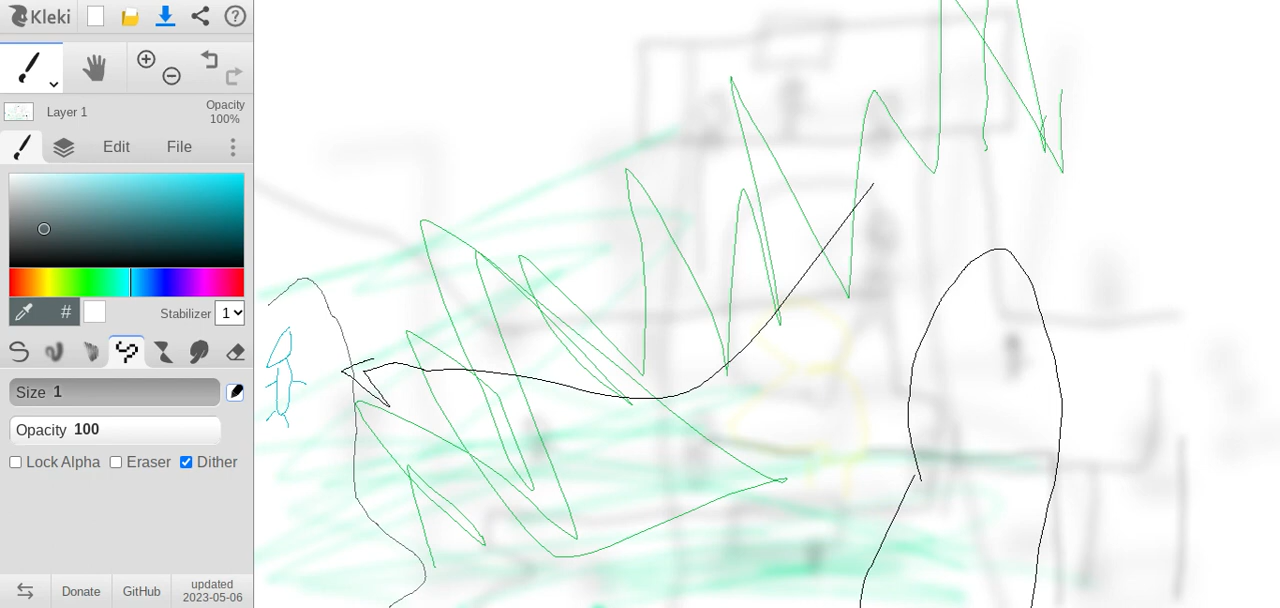 Kleki
Layer 1
Opacity
100%
Edit
File
#
Stabilizer 1
Size 1
Opacity 100
Lock Alpha
Eraser
Dither
Donate
GitHub
updated
2023-05-06